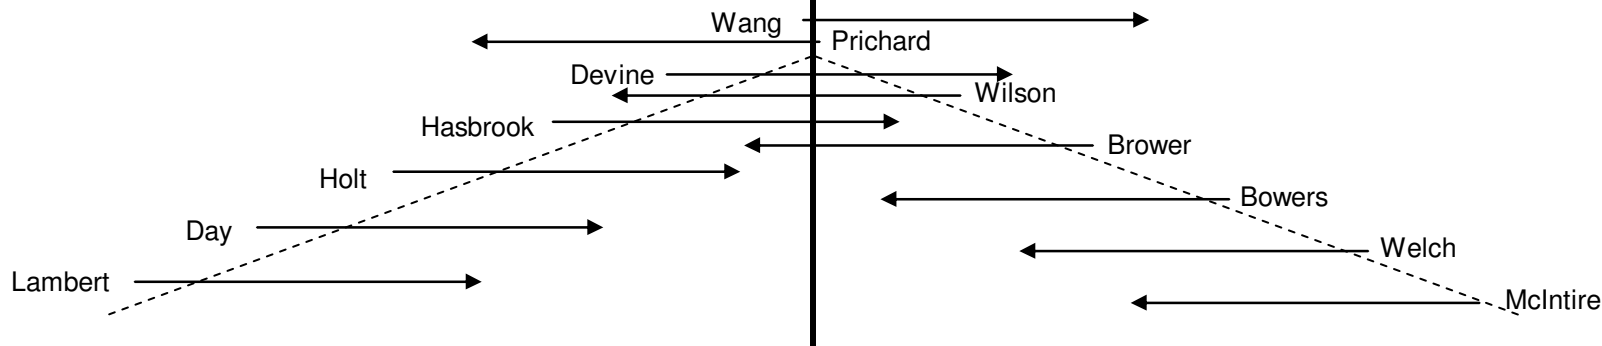 Wang
Prichard
Devine
Wilson
Hasbrook
Brower
Holt
Bowers
Day
Welch
Lambert
McIntire